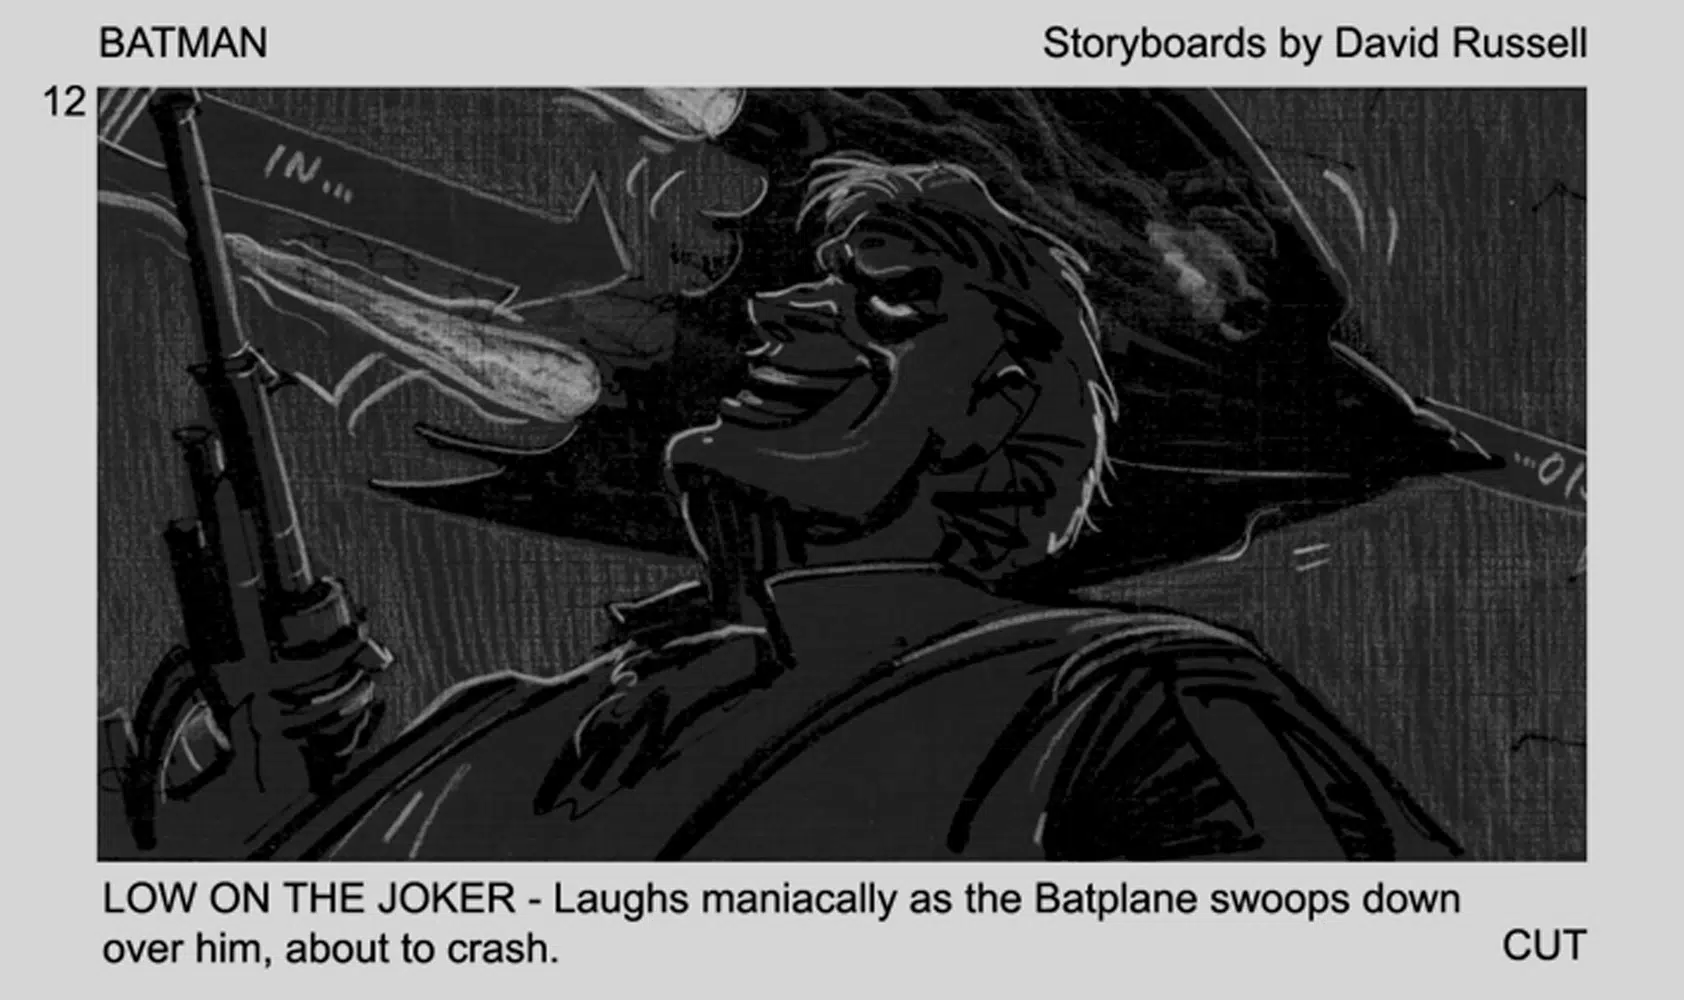 BATMAN
Storyboards by David Russell
12
IN...
LOW ON THE JOKER - Laughs maniacally as the Batplane swoops down
over him, about to crash.
CUT